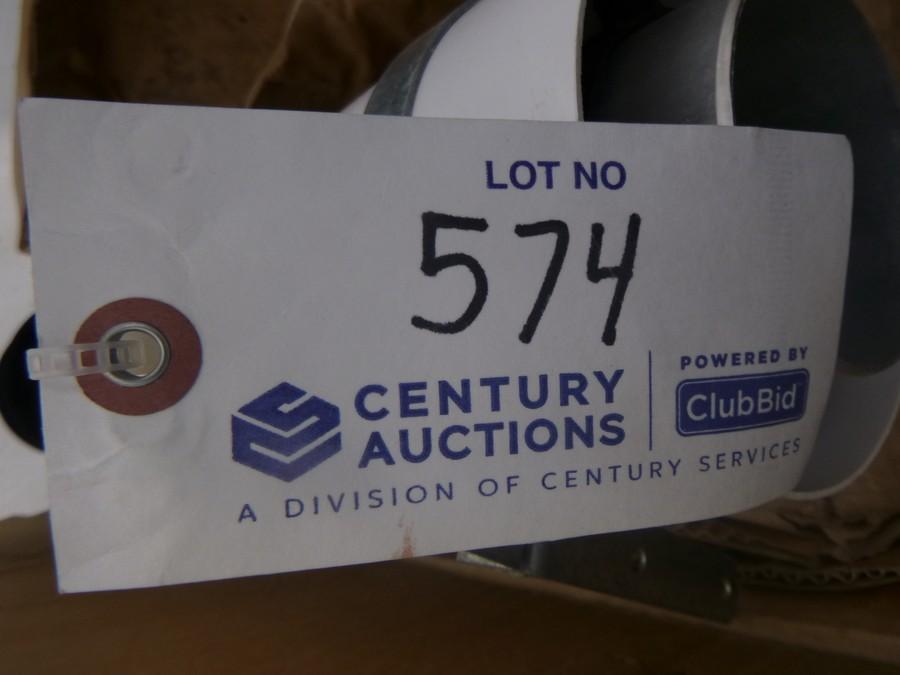 LOT NO
574
CENTURY
AUCTIONS
POWERED BY
ClubBid
A DIVISION OF CENTURY SERVICES